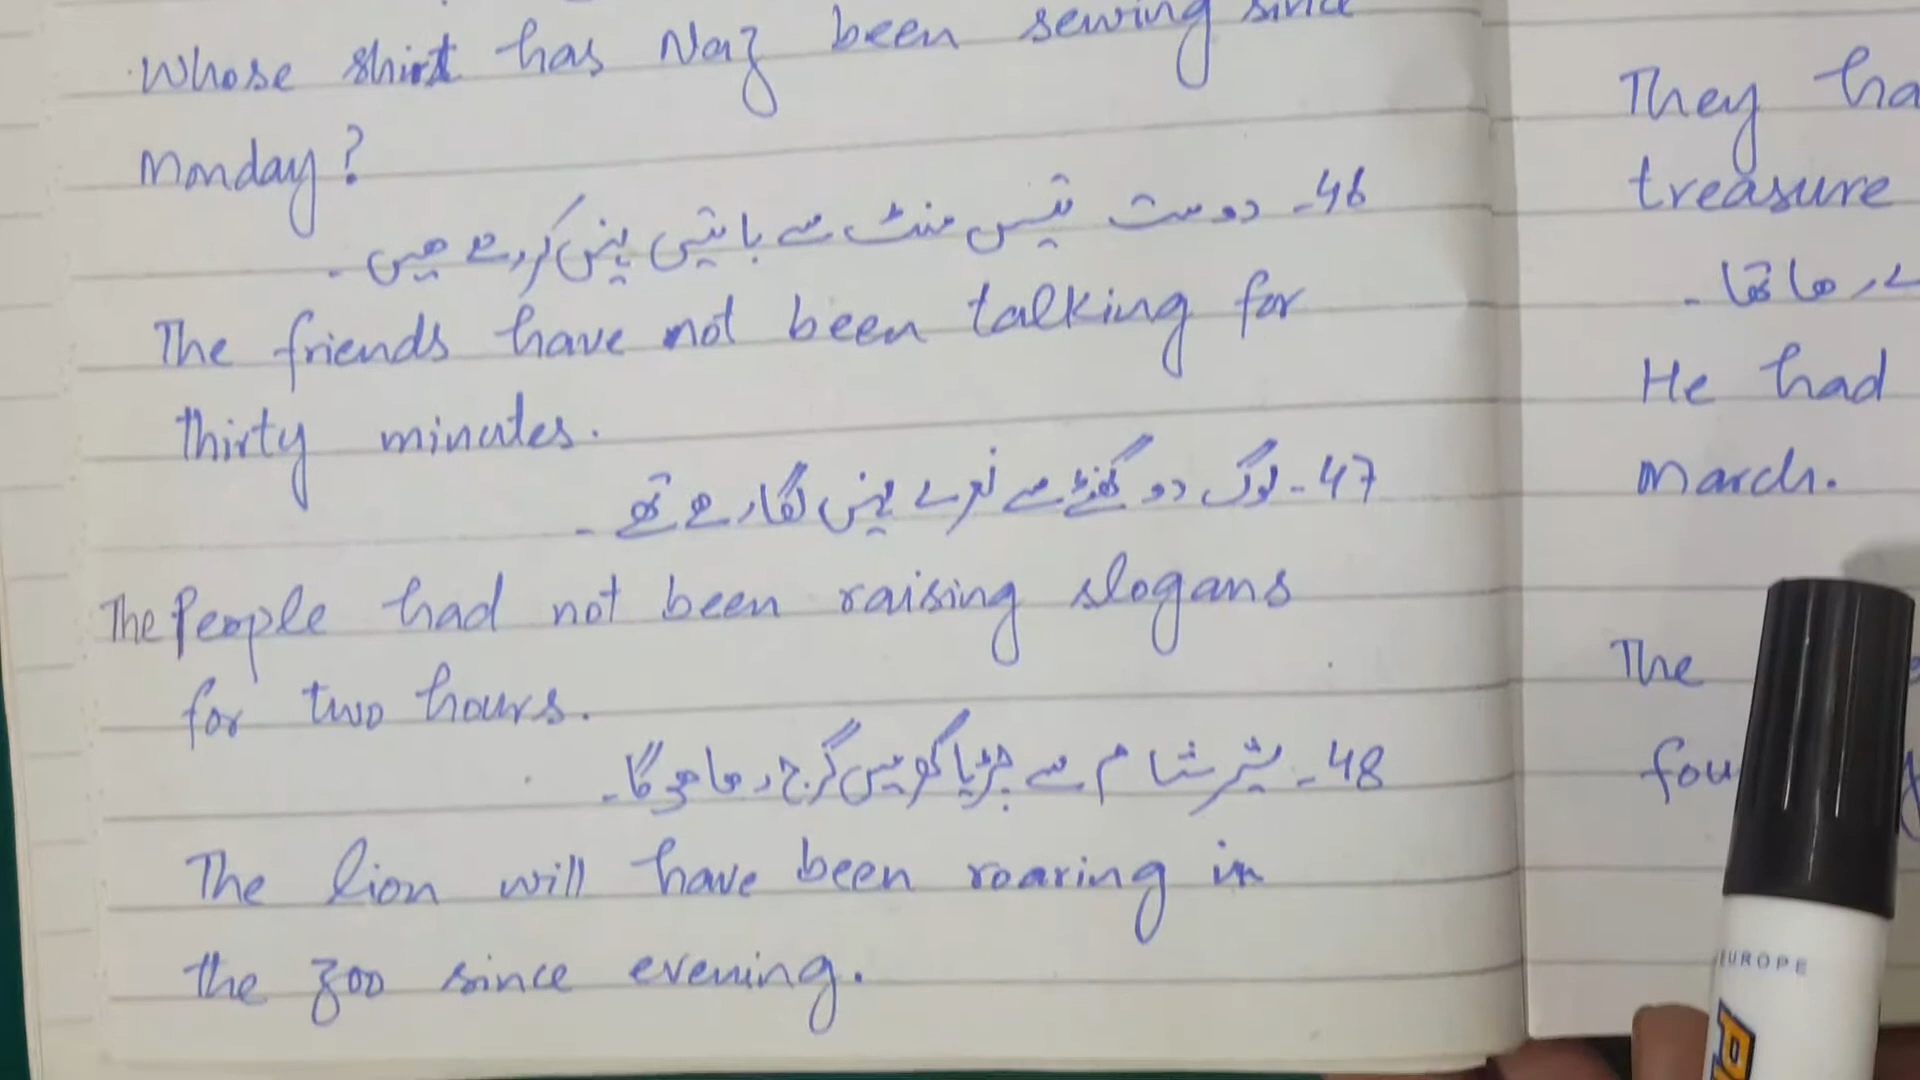 Whose shirt has Naz been sewing since
Monday?
46- دوست تیس منٹ سے باتیں نہیں کر رہے ہیں۔
The friends have not been talking for
thirty minutes.
47- لوگ دو گھنٹے سے نعرے نہیں لگا رہے تھے۔
The People had not been raising slogans
for two hours.
48- شیر شام سے چڑیا گھر میں گرج رہا ہو گا۔
The lion will have been roaring in
the zoo since evening.
They
treasure
رہا تھا۔
He had
March.
The
EUROPE